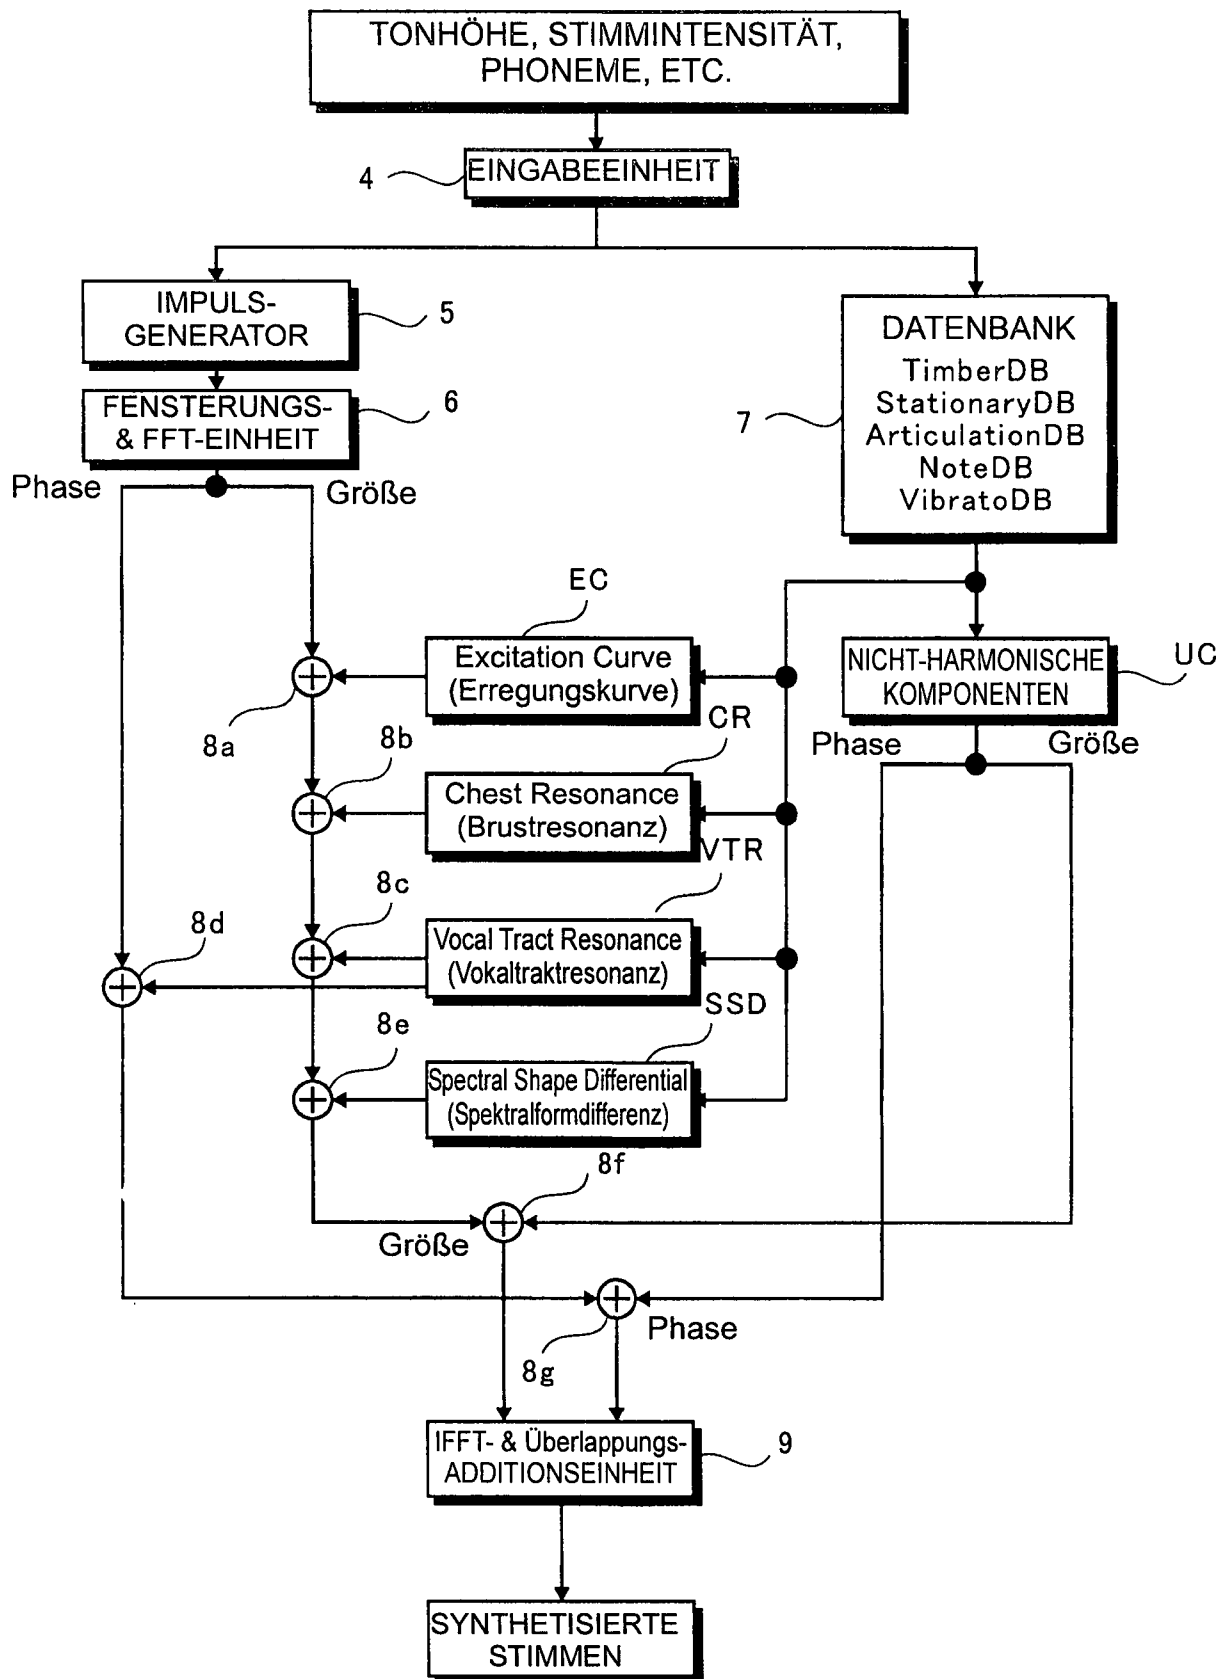 TONHÖHE, STIMMINTENSITÄT,
PHONEME, ETC.
4
EINGABEEINHEIT
IMPULS-
GENERATOR
5
FENSTERUNGS-
& FFT-EINHEIT
6
DATENBANK
TimberDB
StationaryDB
ArticulationDB
NoteDB
VibratoDB
7
Phase
Größe
EC
Excitation Curve
(Erregungskurve)
8a
NICHT-HARMONISCHE
KOMPONENTEN
UC
Phase
Größe
CR
8b
Chest Resonance
(Brustresonanz)
VTR
8c
Vocal Tract Resonance
(Vokaltraktresonanz)
8d
SSD
8e
Spectral Shape Differential
(Spektralformdifferenz)
8f
Größe
Phase
8g
IFFT- & Überlappungs-
ADDITIONSEINHEIT
9
SYNTHETISIERTE
STIMMEN